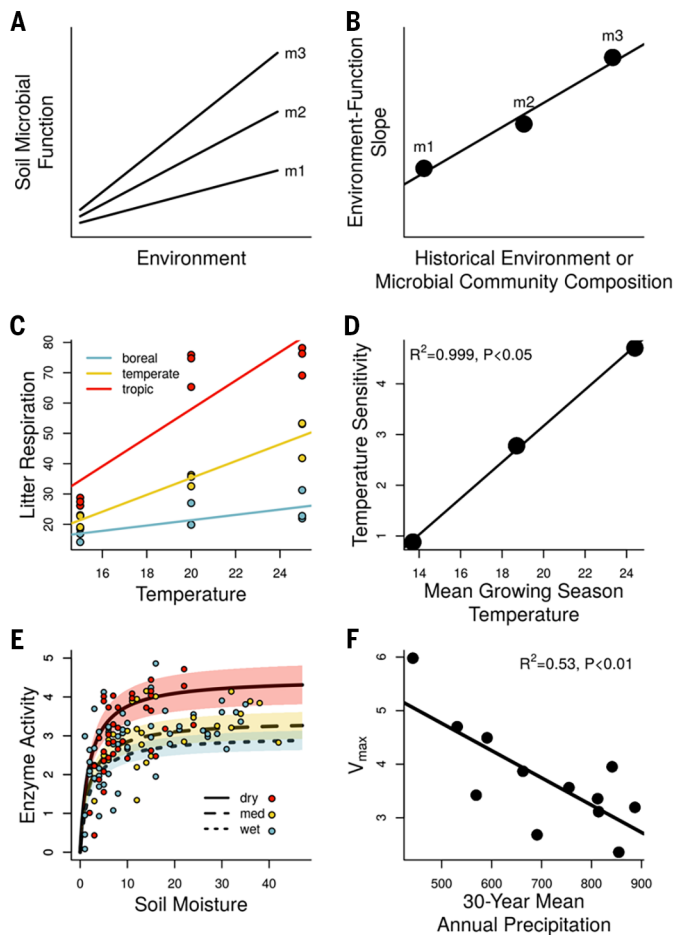 A
Soil Microbial
Function
m3
m2
m1
Environment
B
Environment-Function
Slope
m1
m2
m3
Historical Environment or
Microbial Community Composition
C
Litter Respiration
80
70
60
50
40
30
20
boreal
temperate
tropic
16 18 20 22 24
Temperature
D
Temperature Sensitivity
4
3
2
1
R²=0.999, P<0.05
14 16 18 20 22 24
Mean Growing Season
Temperature
E
Enzyme Activity
5
4
3
2
1
0
dry
med
wet
0 10 20 30 40
Soil Moisture
F
Vmax
6
5
4
3
R²=0.53, P<0.01
500 600 700 800 900
30-Year Mean
Annual Precipitation